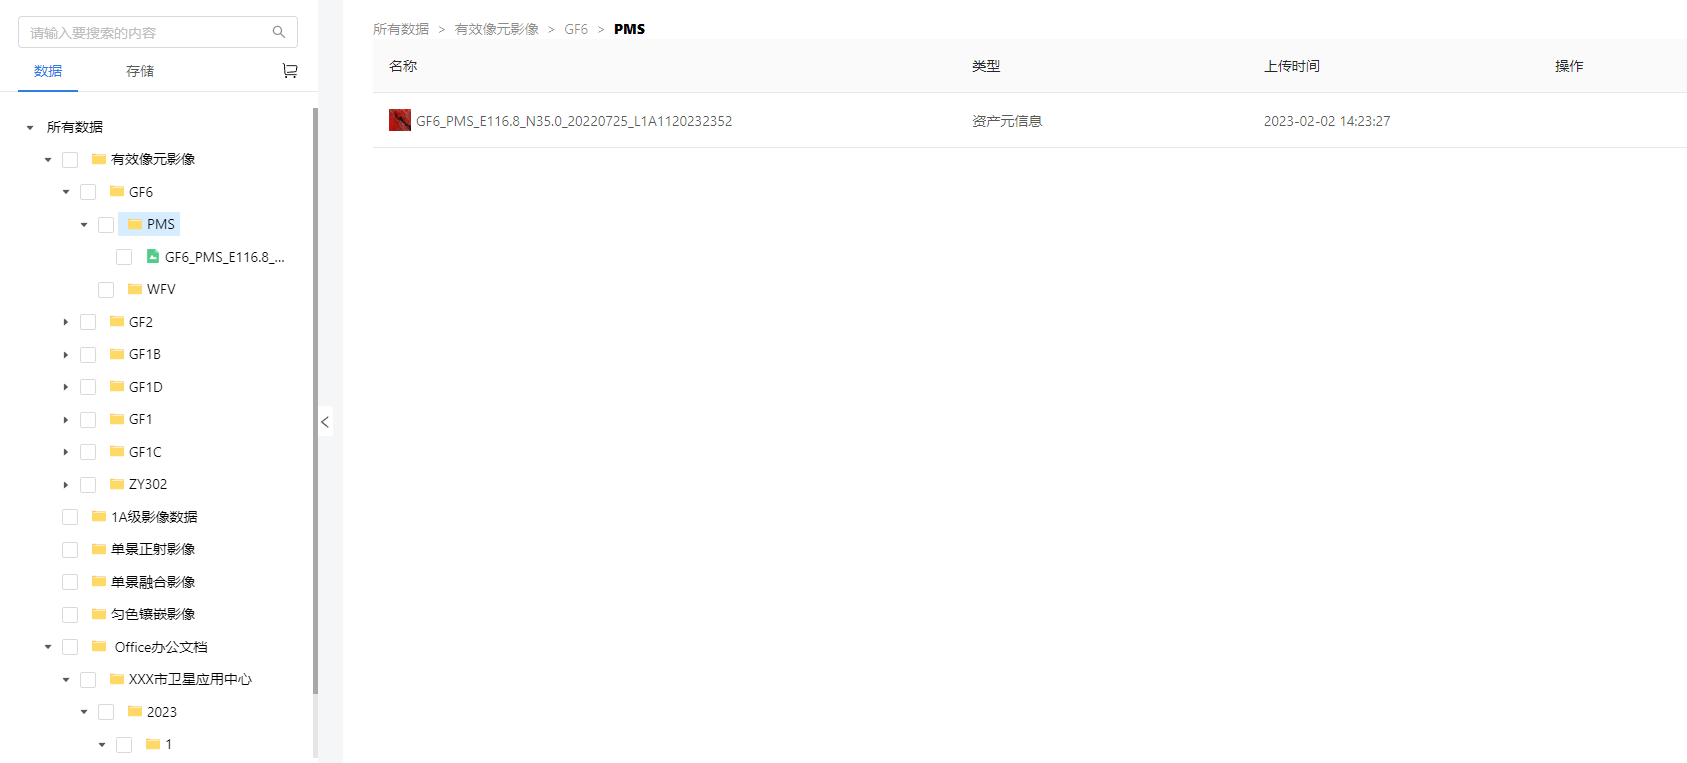 请输入要搜索的内容
数据 存储
所有数据
有效像元影像
GF6
PMS
GF6_PMS_E116.8_...
WFV
GF2
GF1B
GF1D
GF1
GF1C
ZY302
1A级影像数据
单景正射影像
单景融合影像
匀色镶嵌影像
Office办公文档
XXX市卫星应用中心
2023
1
所有数据 > 有效像元影像 > GF6 > PMS
名称 类型 上传时间 操作
GF6_PMS_E116.8_N35.0_20220725_L1A1120232352 资产元信息 2023-02-02 14:23:27